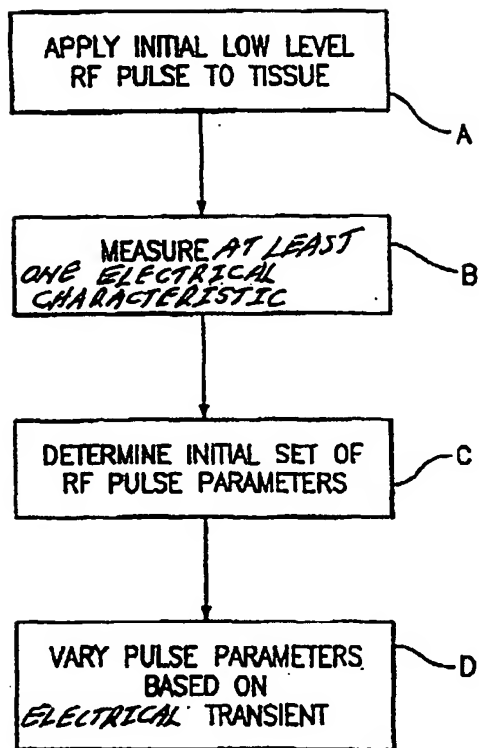 APPLY INITIAL LOW LEVEL
RF PULSE TO TISSUE
A
MEASURE AT LEAST
ONE ELECTRICAL
CHARACTERISTIC
B
DETERMINE INITIAL SET OF
RF PULSE PARAMETERS
C
VARY PULSE PARAMETERS
BASED ON
ELECTRICAL TRANSIENT
D